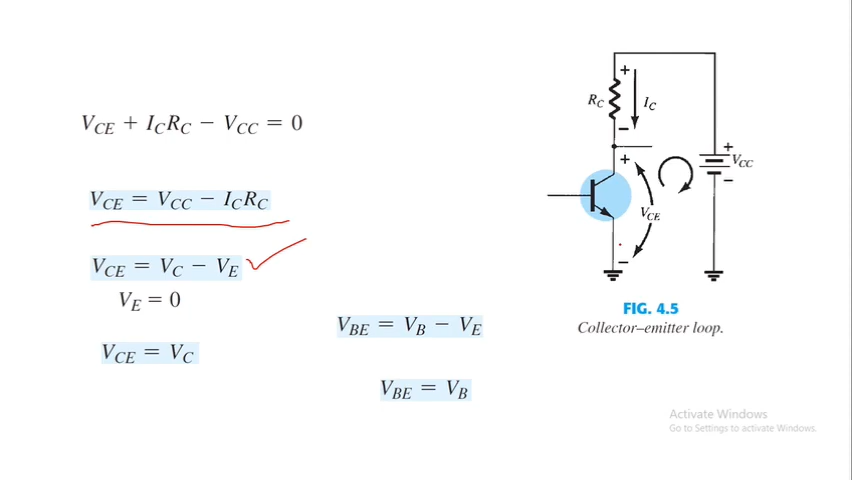 V_CE + I_C R_C − V_CC = 0
V_CE = V_CC − I_C R_C
V_CE = V_C − V_E
V_E = 0
V_CE = V_C
V_BE = V_B − V_E
V_BE = V_B
+
R_C
I_C
−
+
V_CE
−
+
V_CC
−
FIG. 4.5
Collector–emitter loop.
Activate Windows
Go to Settings to activate Windows.